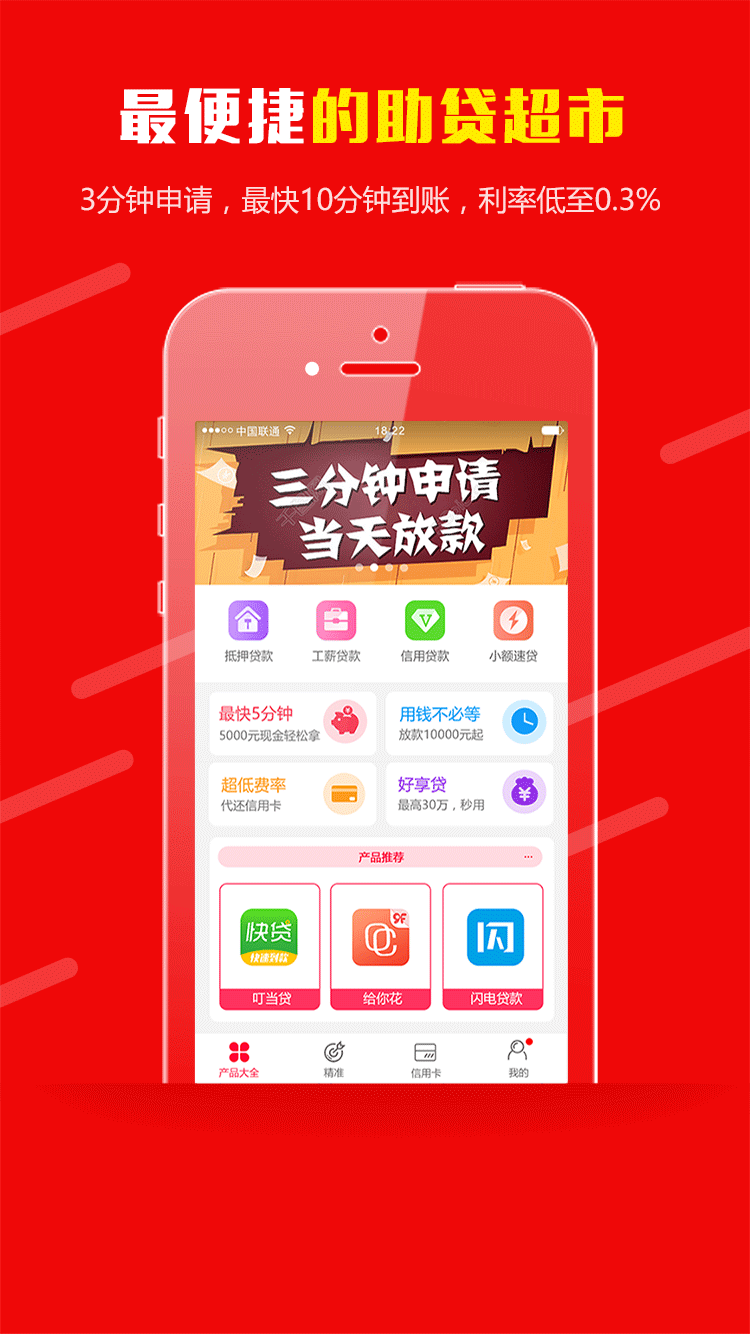 最便捷的助贷超市
3分钟申请，最快10分钟到账，利率低至0.3%
中国联通 18:22
三分钟申请
当天放款
抵押贷款 工薪贷款 信用贷款 小额速贷
最快5分钟
5000元现金轻松拿
用钱不必等
放款10000元起
超低费率
代还信用卡
好享贷
最高30万，秒用
产品推荐 ...
快贷
快速到款
叮当贷
9F
给你花
闪
闪电贷款
产品大全 精准 信用卡 我的